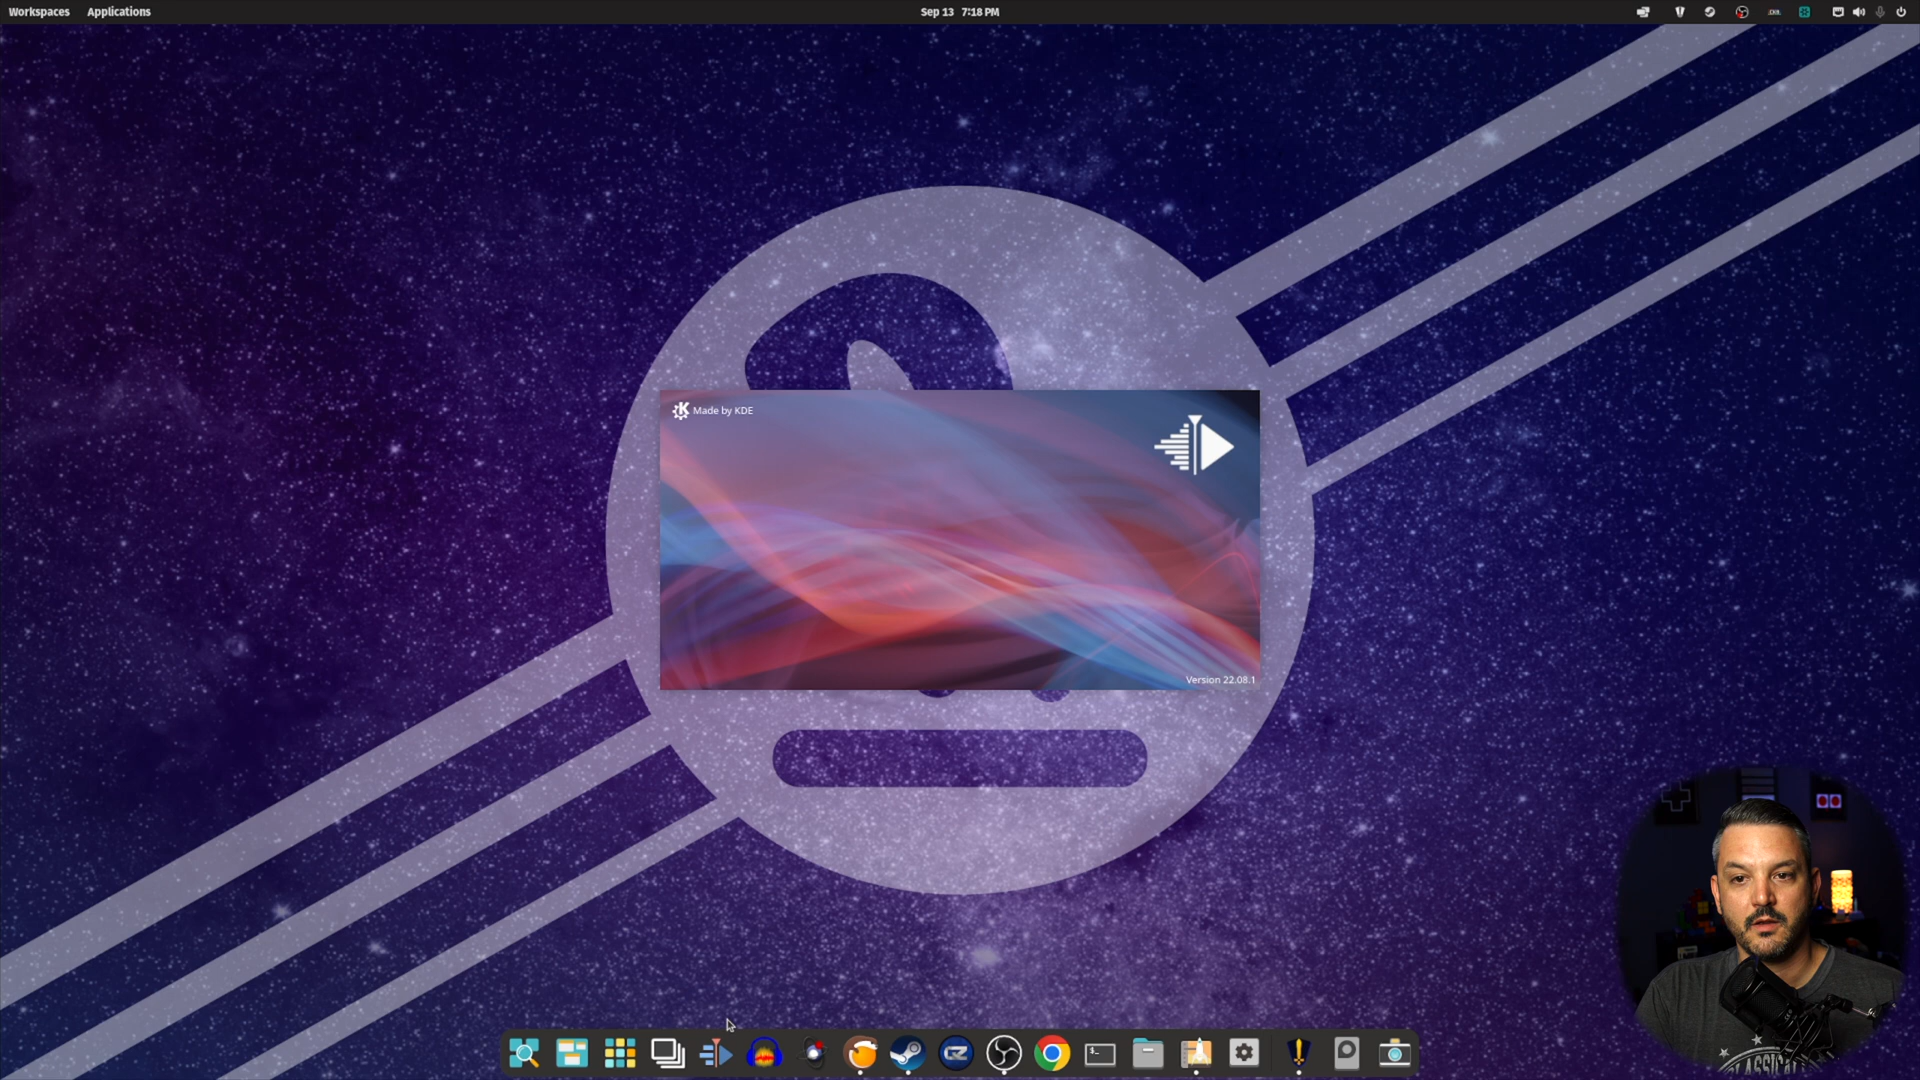 Workspaces Applications Sep 13 7:18 PM
Made by KDE
Version 22.08.1